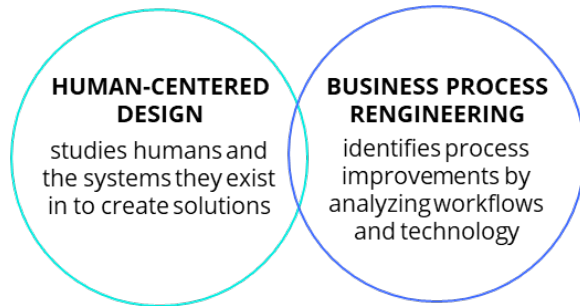 HUMAN-CENTERED
DESIGN
studies humans and
the systems they exist
in to create solutions
BUSINESS PROCESS
RENGINEERING
identifies process
improvements by
analyzing workflows
and technology